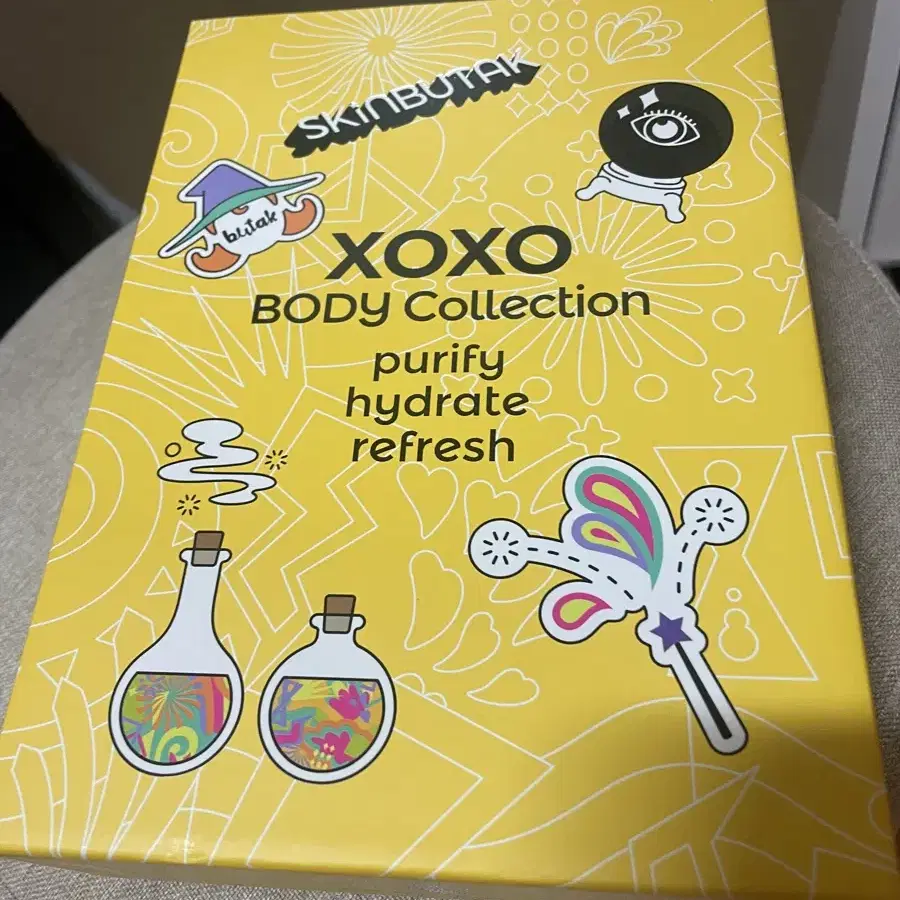 SKiNBUTAK
butak
XOXO
BODY Collection
purify
hydrate
refresh